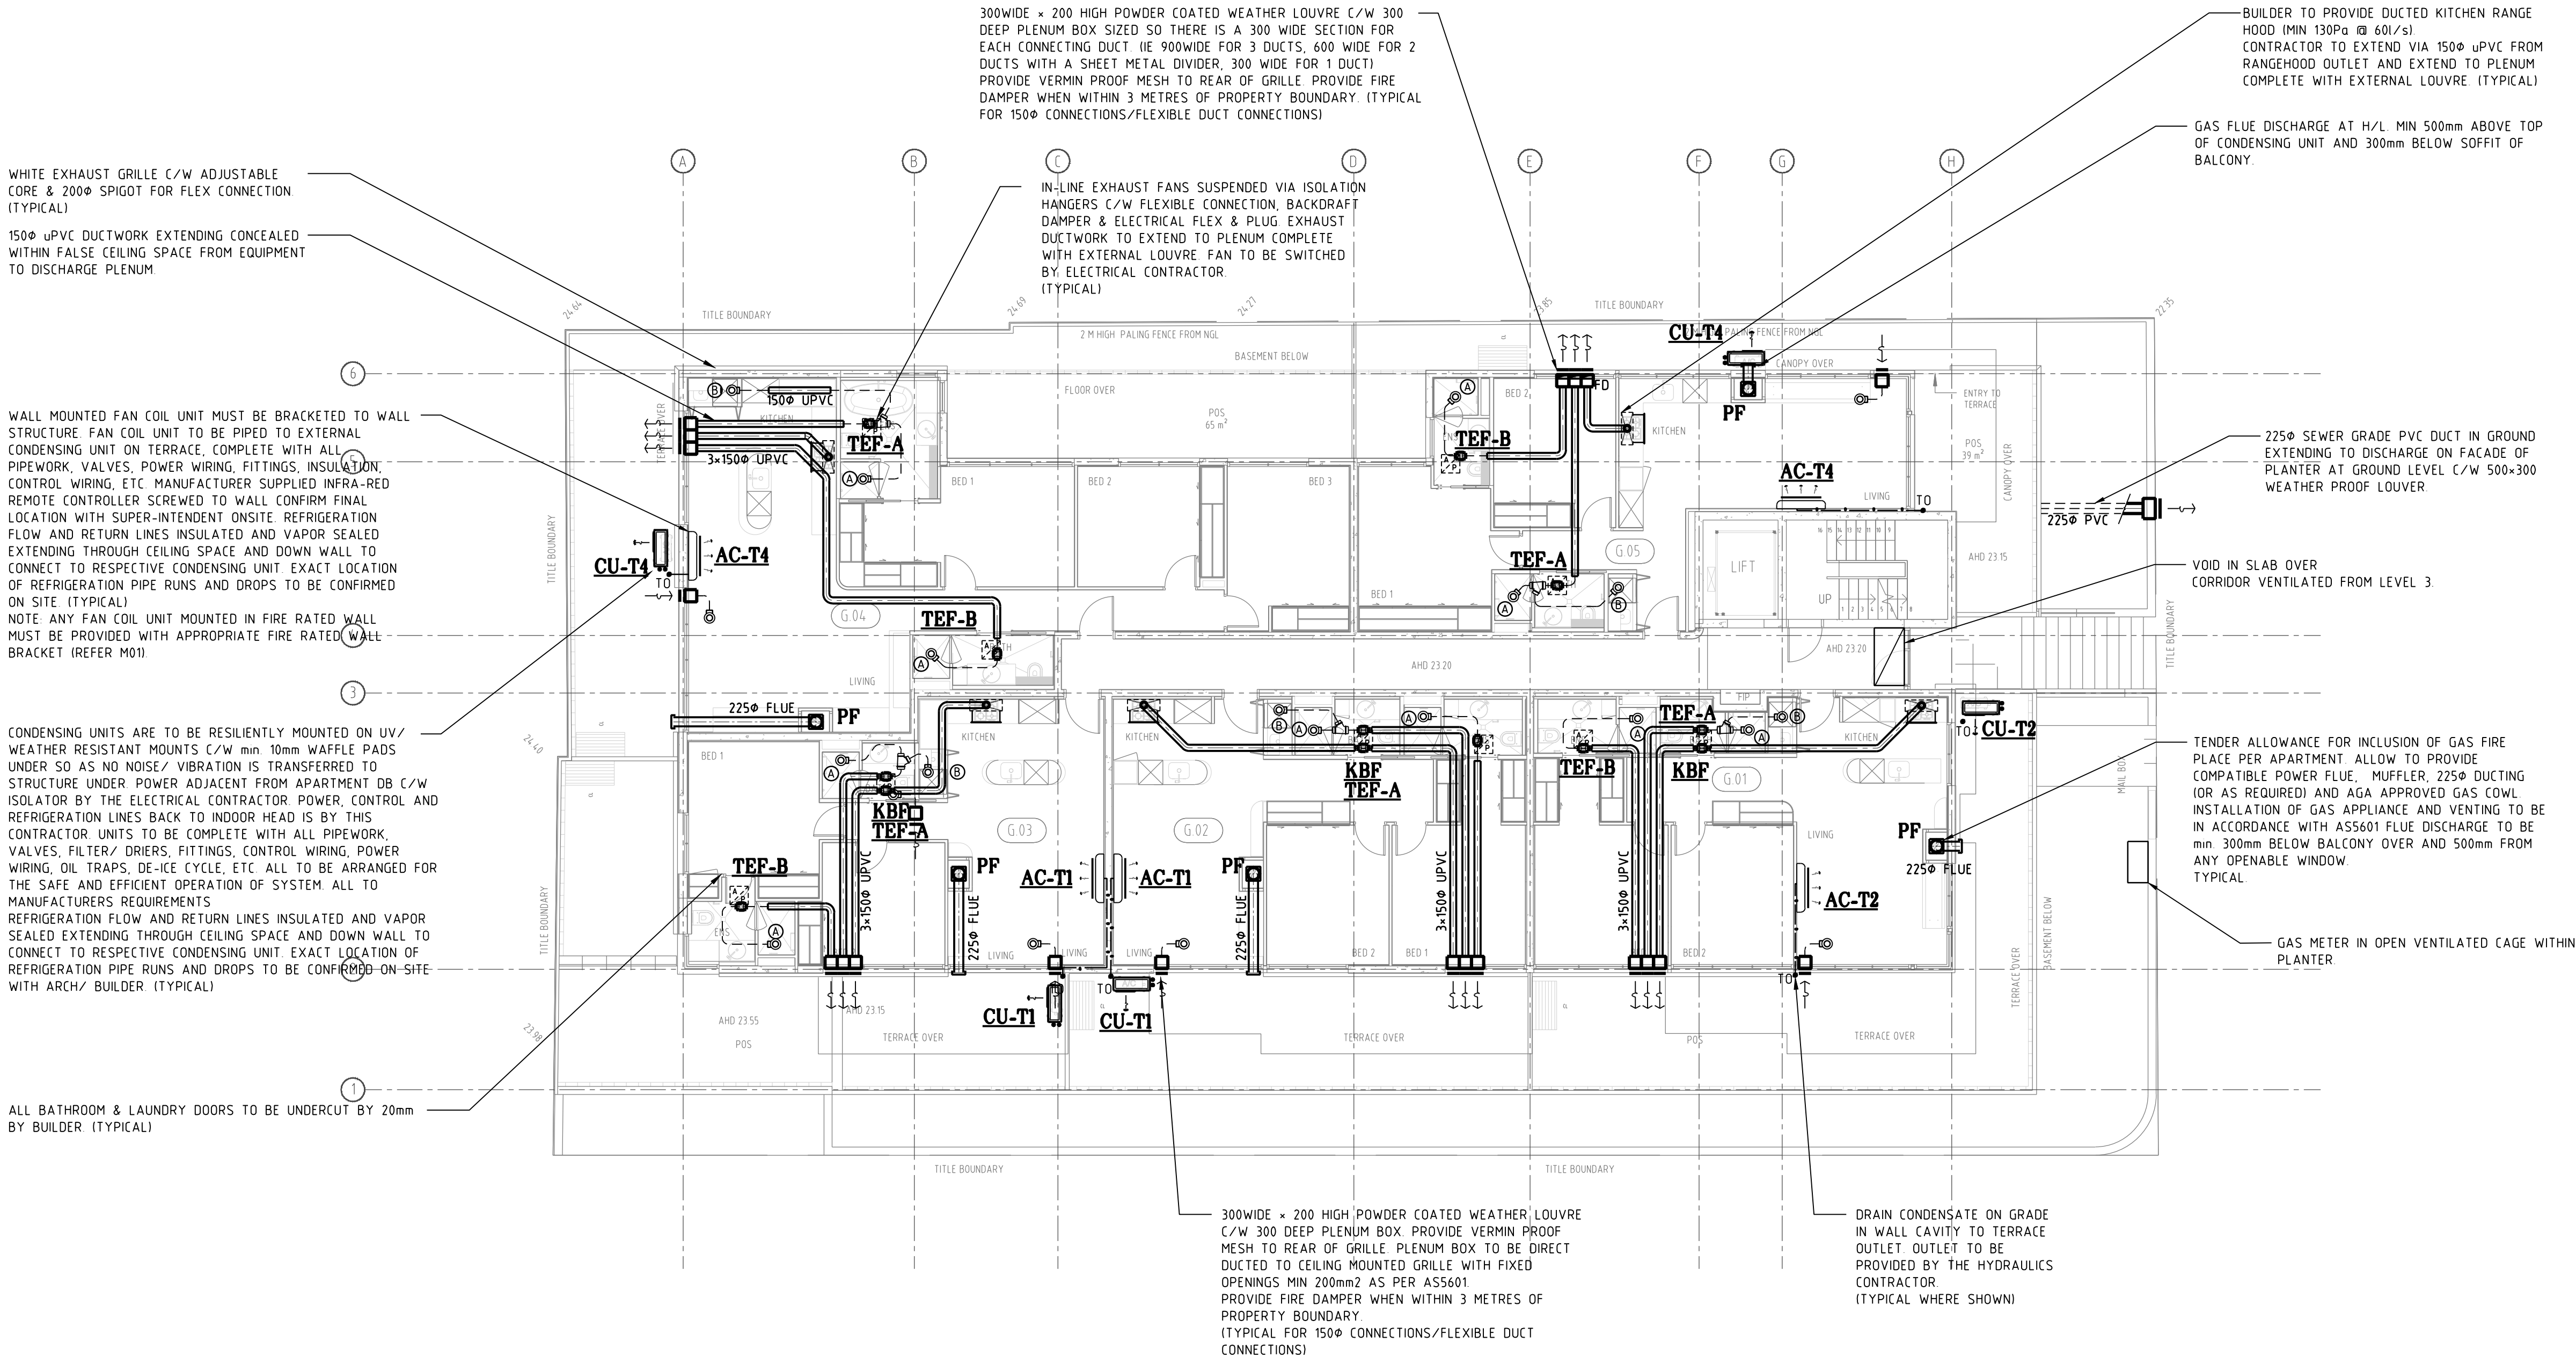 300WIDE × 200 HIGH POWDER COATED WEATHER LOUVRE C/W 300
DEEP PLENUM BOX SIZED SO THERE IS A 300 WIDE SECTION FOR
EACH CONNECTING DUCT. (IE 900WIDE FOR 3 DUCTS, 600 WIDE FOR 2
DUCTS WITH A SHEET METAL DIVIDER, 300 WIDE FOR 1 DUCT)
PROVIDE VERMIN PROOF MESH TO REAR OF GRILLE. PROVIDE FIRE
DAMPER WHEN WITHIN 3 METRES OF PROPERTY BOUNDARY. (TYPICAL
FOR 150Φ CONNECTIONS/FLEXIBLE DUCT CONNECTIONS)
BUILDER TO PROVIDE DUCTED KITCHEN RANGE
HOOD (MIN 130Pa @ 60l/s).
CONTRACTOR TO EXTEND VIA 150Φ uPVC FROM
RANGEHOOD OUTLET AND EXTEND TO PLENUM
COMPLETE WITH EXTERNAL LOUVRE. (TYPICAL)
GAS FLUE DISCHARGE AT H/L. MIN 500mm ABOVE TOP
OF CONDENSING UNIT AND 300mm BELOW SOFFIT OF
BALCONY.
WHITE EXHAUST GRILLE C/W ADJUSTABLE
CORE & 200Φ SPIGOT FOR FLEX CONNECTION.
(TYPICAL)
150Φ uPVC DUCTWORK EXTENDING CONCEALED
WITHIN FALSE CEILING SPACE FROM EQUIPMENT
TO DISCHARGE PLENUM.
IN-LINE EXHAUST FANS SUSPENDED VIA ISOLATION
HANGERS C/W FLEXIBLE CONNECTION, BACKDRAFT
DAMPER & ELECTRICAL FLEX & PLUG. EXHAUST
DUCTWORK TO EXTEND TO PLENUM COMPLETE
WITH EXTERNAL LOUVRE. FAN TO BE SWITCHED
BY ELECTRICAL CONTRACTOR.
(TYPICAL)
A
B
C
D
E
F
G
H
WALL MOUNTED FAN COIL UNIT MUST BE BRACKETED TO WALL
STRUCTURE. FAN COIL UNIT TO BE PIPED TO EXTERNAL
CONDENSING UNIT ON TERRACE, COMPLETE WITH ALL
PIPEWORK, VALVES, POWER WIRING, FITTINGS, INSULATION,
CONTROL WIRING, ETC. MANUFACTURER SUPPLIED INFRA-RED
REMOTE CONTROLLER SCREWED TO WALL CONFIRM FINAL
LOCATION WITH SUPER-INTENDENT ONSITE. REFRIGERATION
FLOW AND RETURN LINES INSULATED AND VAPOR SEALED
EXTENDING THROUGH CEILING SPACE AND DOWN WALL TO
CONNECT TO RESPECTIVE CONDENSING UNIT. EXACT LOCATION
OF REFRIGERATION PIPE RUNS AND DROPS TO BE CONFIRMED
ON SITE. (TYPICAL)
NOTE: ANY FAN COIL UNIT MOUNTED IN FIRE RATED WALL
MUST BE PROVIDED WITH APPROPRIATE FIRE RATED WALL
BRACKET (REFER M01).
CONDENSING UNITS ARE TO BE RESILIENTLY MOUNTED ON UV/
WEATHER RESISTANT MOUNTS C/W min. 10mm WAFFLE PADS
UNDER SO AS NO NOISE/ VIBRATION IS TRANSFERRED TO
STRUCTURE UNDER. POWER ADJACENT FROM APARTMENT DB C/W
ISOLATOR BY THE ELECTRICAL CONTRACTOR. POWER, CONTROL AND
REFRIGERATION LINES BACK TO INDOOR HEAD IS BY THIS
CONTRACTOR. UNITS TO BE COMPLETE WITH ALL PIPEWORK,
VALVES, FILTER/ DRIERS, FITTINGS, CONTROL WIRING, POWER
WIRING, OIL TRAPS, DE-ICE CYCLE, ETC. ALL TO BE ARRANGED FOR
THE SAFE AND EFFICIENT OPERATION OF SYSTEM. ALL TO
MANUFACTURERS REQUIREMENTS
REFRIGERATION FLOW AND RETURN LINES INSULATED AND VAPOR
SEALED EXTENDING THROUGH CEILING SPACE AND DOWN WALL TO
CONNECT TO RESPECTIVE CONDENSING UNIT. EXACT LOCATION OF
REFRIGERATION PIPE RUNS AND DROPS TO BE CONFIRMED ON SITE
WITH ARCH/ BUILDER. (TYPICAL)
ALL BATHROOM & LAUNDRY DOORS TO BE UNDERCUT BY 20mm
BY BUILDER. (TYPICAL)
6
5
3
1
24.64
TITLE BOUNDARY
24.69
24.27
TITLE BOUNDARY
22.35
2 M HIGH PALING FENCE FROM NGL
BASEMENT BELOW
CU-T4
PALING FENCE FROM NGL
CANOPY OVER
FLOOR OVER
POS
65 m²
150Φ UPVC
KITCHEN
TEF-A
3×150Φ UPVC
BED 1
BED 2
BED 3
BED 2
FD
TEF-B
KITCHEN
PF
AC-T4
LIVING
TO
ENTRY TO
TERRACE
POS
39 m²
CANOPY OVER
225Φ PVC
225Φ SEWER GRADE PVC DUCT IN GROUND
EXTENDING TO DISCHARGE ON FACADE OF
PLANTER AT GROUND LEVEL C/W 500×300
WEATHER PROOF LOUVER.
TITLE BOUNDARY
CU-T4
TO
AC-T4
G.04
TEF-B
LIVING
225Φ FLUE
PF
BED 1
TEF-A
G.05
LIFT
UP
AHD 23.15
AHD 23.20
AHD 23.20
VOID IN SLAB OVER
CORRIDOR VENTILATED FROM LEVEL 3.
TITLE BOUNDARY
24.40
BED 1
KITCHEN
KITCHEN
KBF
TEF-A
G.03
G.02
KBF
TEF-A
TEF-B
TEF-A
KBF
FIP
G.01
KITCHEN
TO
CU-T2
MAIL BO
TENDER ALLOWANCE FOR INCLUSION OF GAS FIRE
PLACE PER APARTMENT. ALLOW TO PROVIDE
COMPATIBLE POWER FLUE, MUFFLER, 225Φ DUCTING
(OR AS REQUIRED) AND AGA APPROVED GAS COWL.
INSTALLATION OF GAS APPLIANCE AND VENTING TO BE
IN ACCORDANCE WITH AS5601 FLUE DISCHARGE TO BE
min. 300mm BELOW BALCONY OVER AND 500mm FROM
ANY OPENABLE WINDOW.
TYPICAL.
TEF-B
ENS
3×150Φ UPVC
PF
225Φ FLUE
AC-T1
AC-T1
PF
225Φ FLUE
3×150Φ UPVC
3×150Φ UPVC
LIVING
PF
225Φ FLUE
AC-T2
LIVING
LIVING
LIVING
BED 2
BED 1
BED 2
TITLE BOUNDARY
BASEMENT BELOW
TERRACE OVER
GAS METER IN OPEN VENTILATED CAGE WITHIN
PLANTER.
AHD 23.55
POS
AHD 23.15
TERRACE OVER
CU-T1
TO
CU-T1
TERRACE OVER
TO
POS
TERRACE OVER
23.98
TITLE BOUNDARY
TITLE BOUNDARY
300WIDE × 200 HIGH POWDER COATED WEATHER LOUVRE
C/W 300 DEEP PLENUM BOX. PROVIDE VERMIN PROOF
MESH TO REAR OF GRILLE. PLENUM BOX TO BE DIRECT
DUCTED TO CEILING MOUNTED GRILLE WITH FIXED
OPENINGS MIN 200mm2 AS PER AS5601.
PROVIDE FIRE DAMPER WHEN WITHIN 3 METRES OF
PROPERTY BOUNDARY.
(TYPICAL FOR 150Φ CONNECTIONS/FLEXIBLE DUCT
CONNECTIONS)
DRAIN CONDENSATE ON GRADE
IN WALL CAVITY TO TERRACE
OUTLET. OUTLET TO BE
PROVIDED BY THE HYDRAULICS
CONTRACTOR.
(TYPICAL WHERE SHOWN)